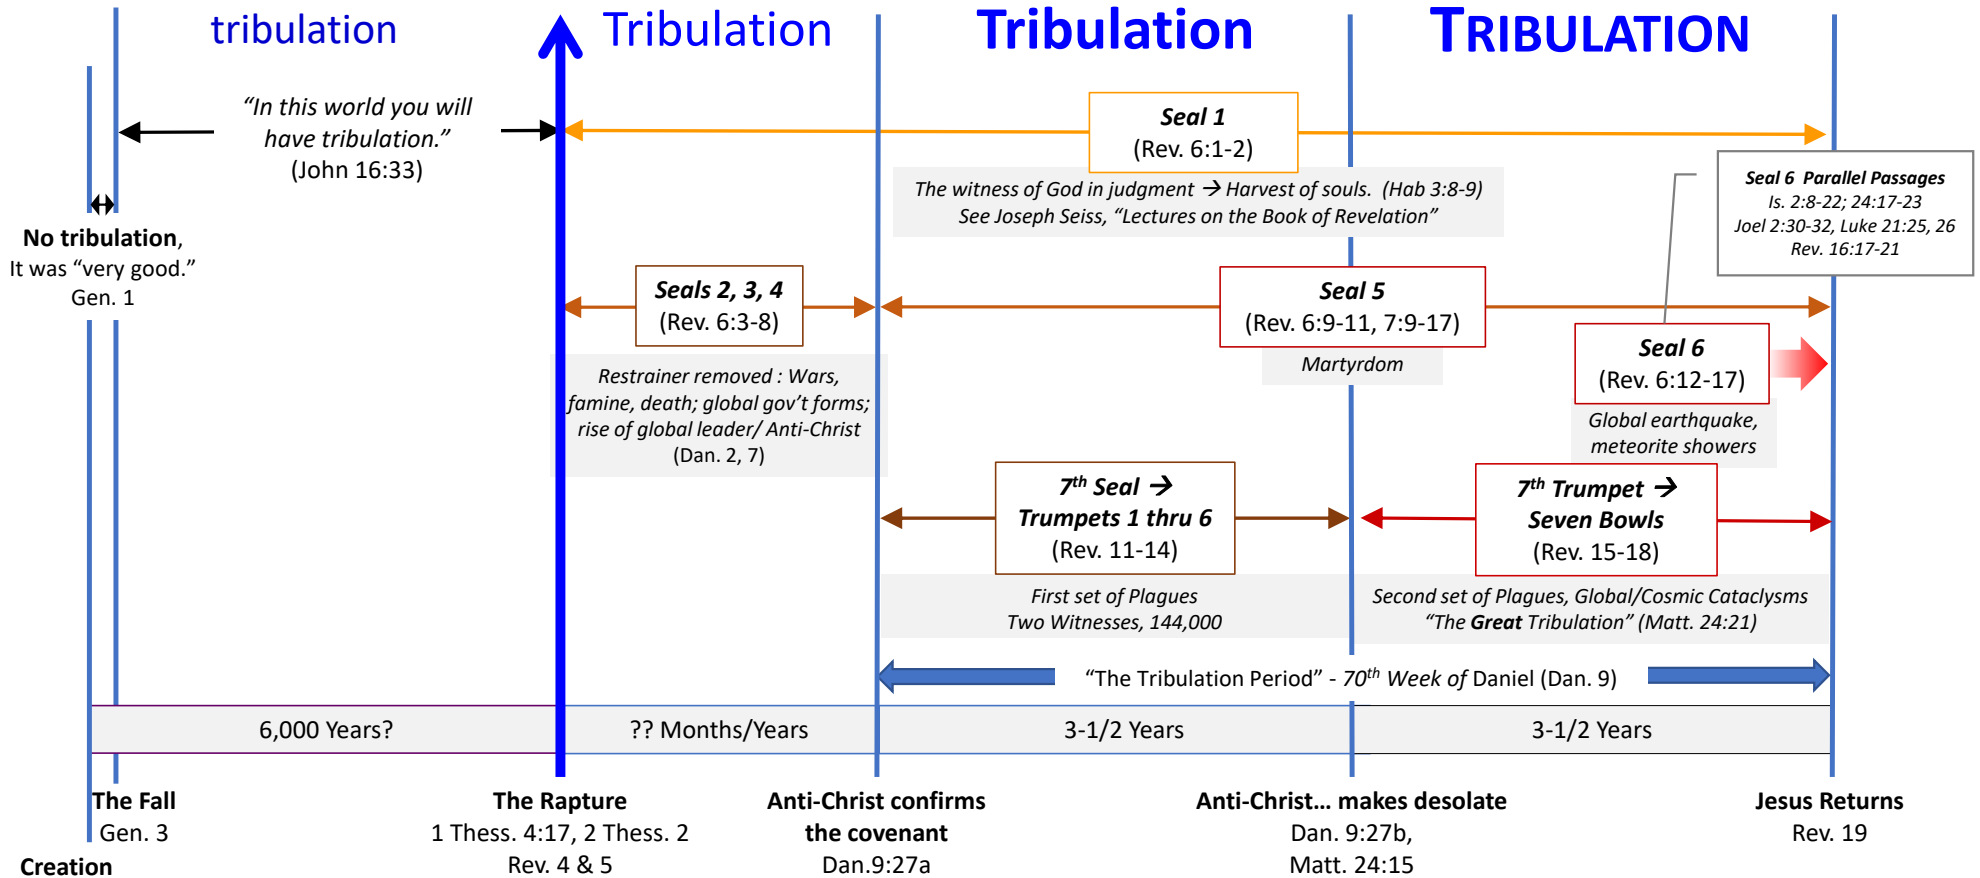 tribulation
Tribulation
Tribulation
TRIBULATION
“In this world you will
have tribulation.”
(John 16:33)
No tribulation,
It was “very good.”
Gen. 1
Seal 1
(Rev. 6:1-2)
The witness of God in judgment → Harvest of souls. (Hab 3:8-9)
See Joseph Seiss, “Lectures on the Book of Revelation”
Seal 6 Parallel Passages
Is. 2:8-22; 24:17-23
Joel 2:30-32, Luke 21:25, 26
Rev. 16:17-21
Seals 2, 3, 4
(Rev. 6:3-8)
Restrainer removed : Wars,
famine, death; global gov’t forms;
rise of global leader/ Anti-Christ
(Dan. 2, 7)
Seal 5
(Rev. 6:9-11, 7:9-17)
Martyrdom
Seal 6
(Rev. 6:12-17)
Global earthquake,
meteorite showers
7th Seal →
Trumpets 1 thru 6
(Rev. 11-14)
First set of Plagues
Two Witnesses, 144,000
7th Trumpet →
Seven Bowls
(Rev. 15-18)
Second set of Plagues, Global/Cosmic Cataclysms
“The Great Tribulation” (Matt. 24:21)
“The Tribulation Period” - 70th Week of Daniel (Dan. 9)
6,000 Years?
?? Months/Years
3-1/2 Years
3-1/2 Years
The Fall
Gen. 3
Creation
The Rapture
1 Thess. 4:17, 2 Thess. 2
Rev. 4 & 5
Anti-Christ confirms
the covenant
Dan.9:27a
Anti-Christ… makes desolate
Dan. 9:27b,
Matt. 24:15
Jesus Returns
Rev. 19